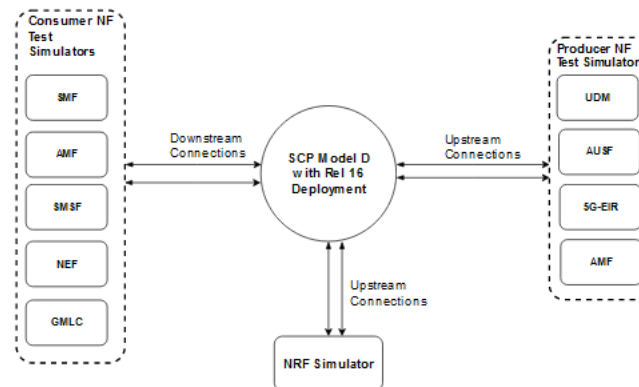 Consumer NF
Test
Simulators
SMF
AMF
SMSF
NEF
GMLC
Downstream
Connections
SCP Model D
with Rel 16
Deployment
Upstream
Connections
Upstream
Connections
NRF Simulator
Producer NF
Test Simulator
UDM
AUSF
5G-EIR
AMF